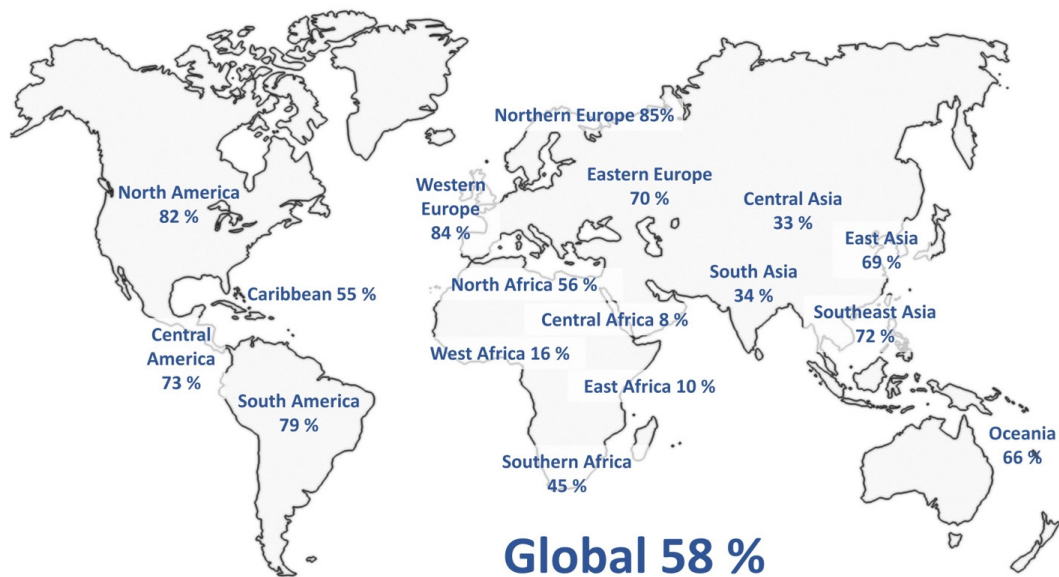 Northern Europe 85%
North America
82 %
Western
Europe
84 %
Eastern Europe
70 %
Central Asia
33 %
East Asia
69 %
South Asia
34 %
Southeast Asia
72 %
North Africa 56 %
Caribbean 55 %
Central Africa 8 %
Central
America
73 %
West Africa 16 %
East Africa 10 %
South America
79 %
Southern Africa
45 %
Oceania
66 %
Global 58 %